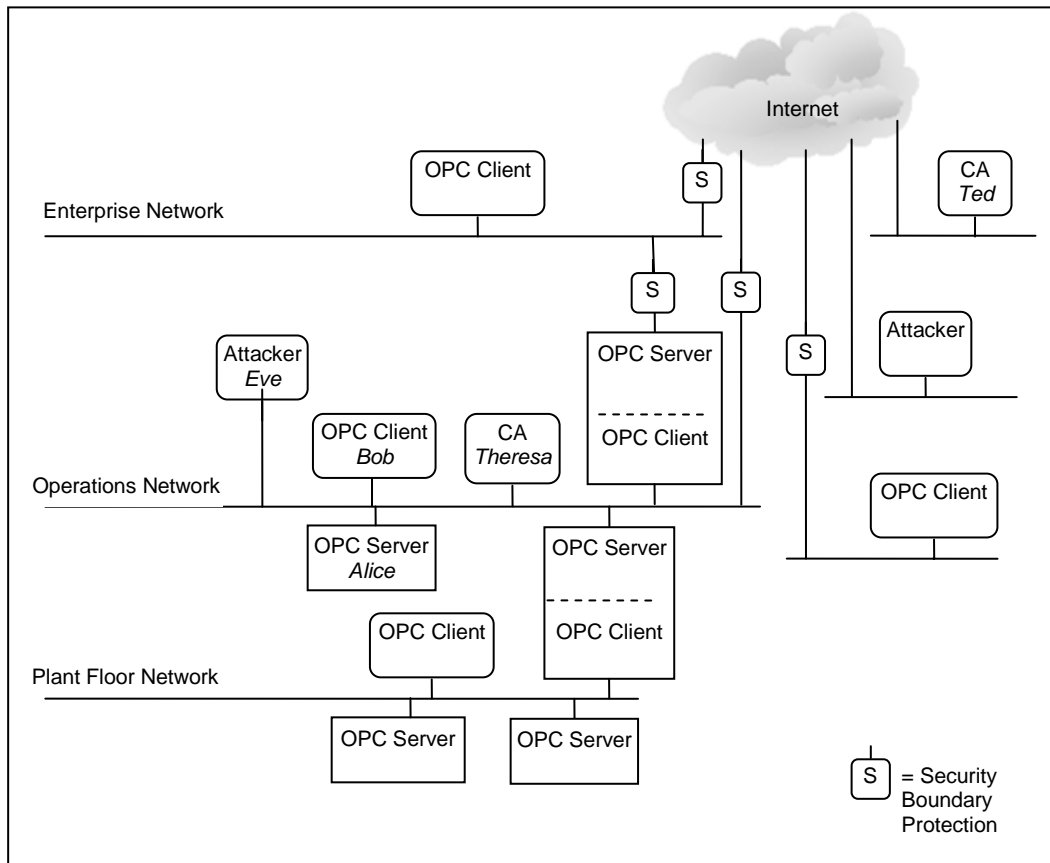 Internet
OPC Client
CA
Ted
S
Enterprise Network
S
S
OPC Server
Attacker
S
Attacker
Eve
OPC Client
OPC Client
Bob
CA
Theresa
Operations Network
OPC Client
OPC Server
Alice
OPC Server
OPC Client
OPC Client
Plant Floor Network
OPC Server
OPC Server
S
= Security
Boundary
Protection